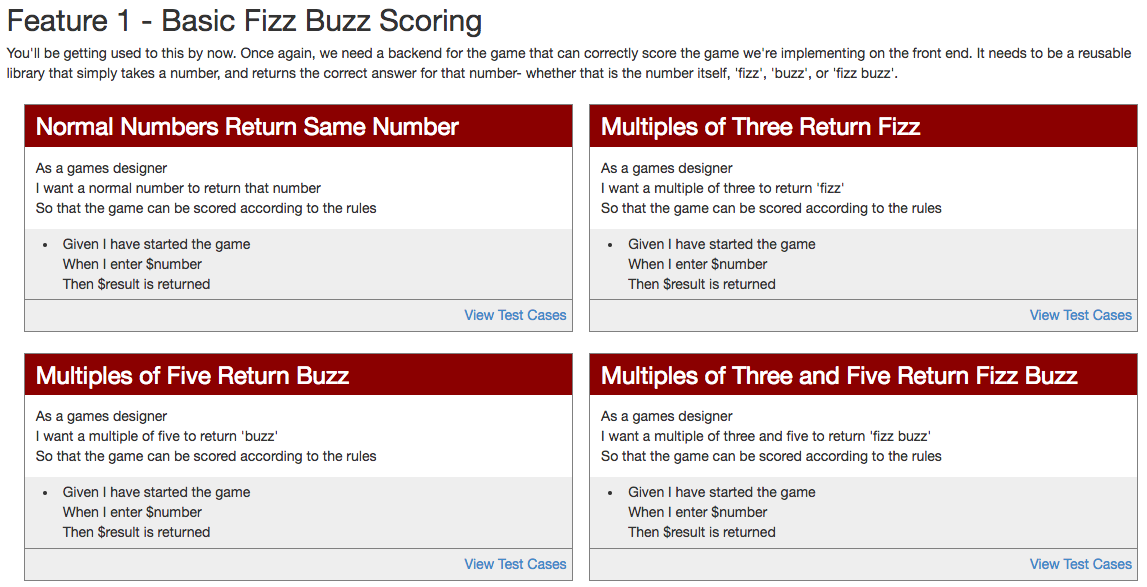 Feature 1 - Basic Fizz Buzz Scoring
You'll be getting used to this by now. Once again, we need a backend for the game that can correctly score the game we're implementing on the front end. It needs to be a reusable
library that simply takes a number, and returns the correct answer for that number- whether that is the number itself, 'fizz', 'buzz', or 'fizz buzz'.
Normal Numbers Return Same Number
As a games designer
I want a normal number to return that number
So that the game can be scored according to the rules
• Given I have started the game
When I enter $number
Then $result is returned
View Test Cases
Multiples of Three Return Fizz
As a games designer
I want a multiple of three to return 'fizz'
So that the game can be scored according to the rules
• Given I have started the game
When I enter $number
Then $result is returned
View Test Cases
Multiples of Five Return Buzz
As a games designer
I want a multiple of five to return 'buzz'
So that the game can be scored according to the rules
• Given I have started the game
When I enter $number
Then $result is returned
View Test Cases
Multiples of Three and Five Return Fizz Buzz
As a games designer
I want a multiple of three and five to return 'fizz buzz'
So that the game can be scored according to the rules
• Given I have started the game
When I enter $number
Then $result is returned
View Test Cases